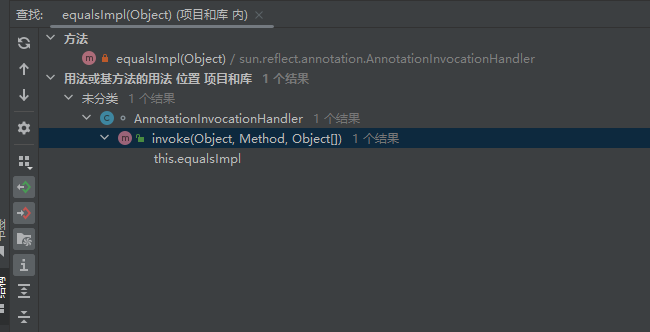 查找: equalsImpl(Object) (项目和库 内) ×
方法
equalsImpl(Object) / sun.reflect.annotation.AnnotationInvocationHandler
用法或基方法的用法 位置 项目和库 1 个结果
未分类 1 个结果
AnnotationInvocationHandler 1 个结果
invoke(Object, Method, Object[]) 1 个结果
this.equalsImpl